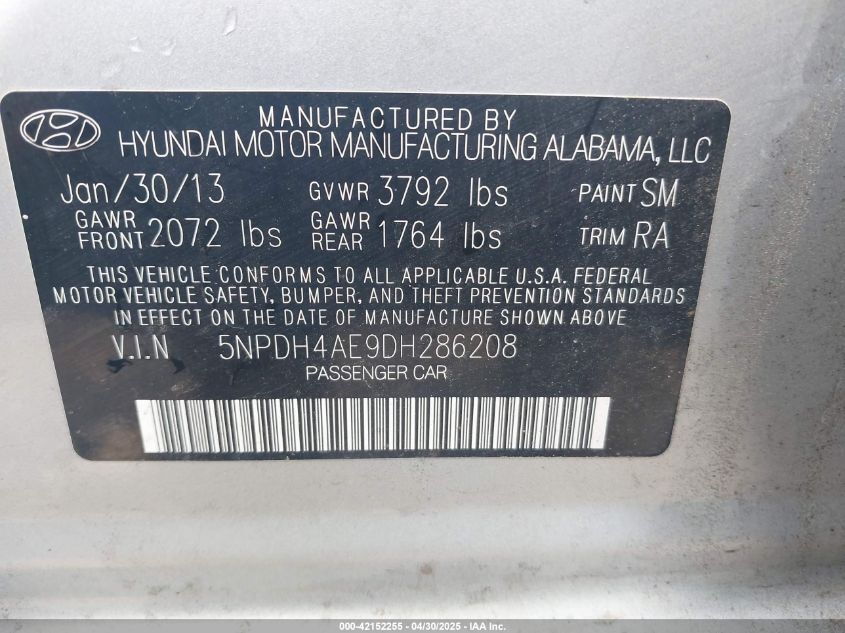 MANUFACTURED BY
HYUNDAI MOTOR MANUFACTURING ALABAMA, LLC
Jan/30/13 GVWR 3792 lbs PAINT SM
GAWR FRONT 2072 lbs GAWR REAR 1764 lbs TRIM RA
THIS VEHICLE CONFORMS TO ALL APPLICABLE U.S.A. FEDERAL
MOTOR VEHICLE SAFETY, BUMPER, AND THEFT PREVENTION STANDARDS
IN EFFECT ON THE DATE OF MANUFACTURE SHOWN ABOVE.
V.I.N 5NPDH4AE9DH286208
PASSENGER CAR
000-42152255 - 04/30/2025 - IAA Inc.